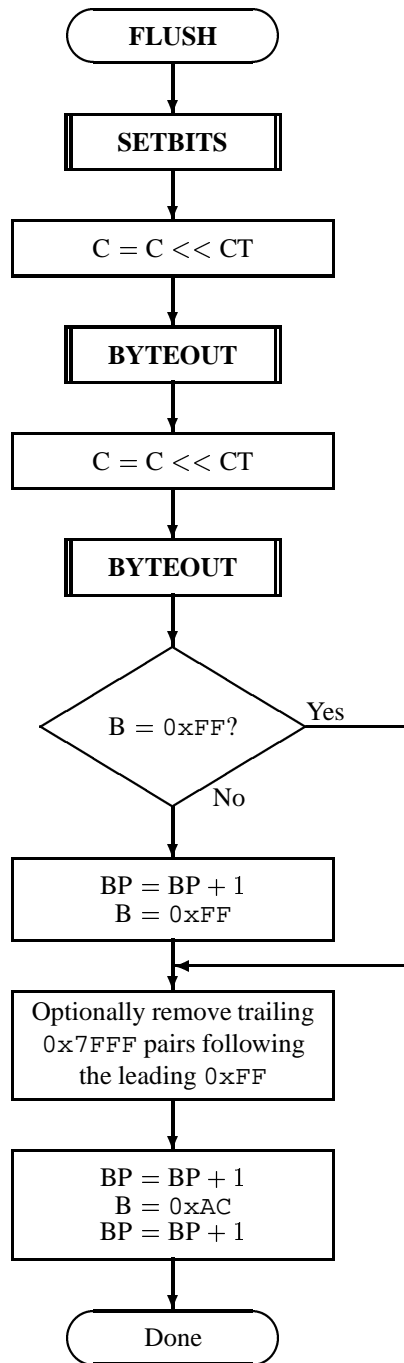 FLUSH
SETBITS
C = C << CT
BYTEOUT
C = C << CT
BYTEOUT
B = 0xFF?
Yes
No
BP = BP + 1
B = 0xFF
Optionally remove trailing
0x7FFF pairs following
the leading 0xFF
BP = BP + 1
B = 0xAC
BP = BP + 1
Done